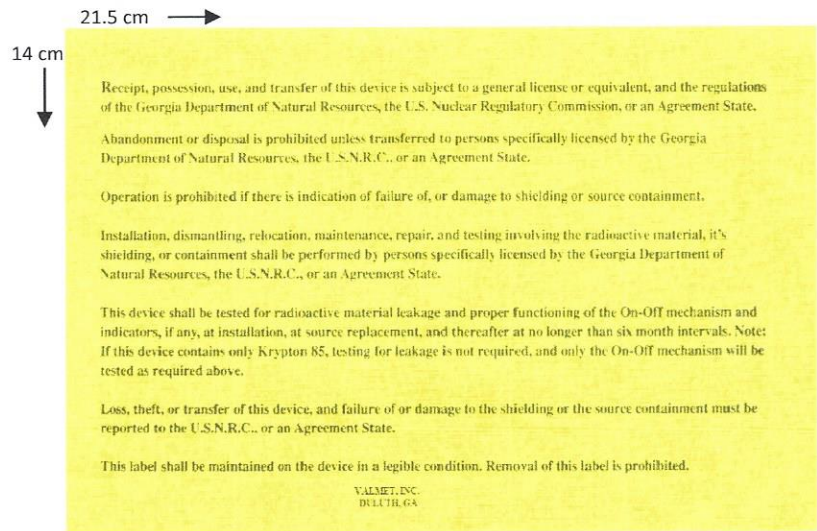 21.5 cm
14 cm
Receipt, possession, use, and transfer of this device is subject to a general license or equivalent, and the regulations
of the Georgia Department of Natural Resources, the U.S. Nuclear Regulatory Commission, or an Agreement State.
Abandonment or disposal is prohibited unless transferred to persons specifically licensed by the Georgia
Department of Natural Resources, the U.S.N.R.C., or an Agreement State.
Operation is prohibited if there is indication of failure of, or damage to shielding or source containment.
Installation, dismantling, relocation, maintenance, repair, and testing involving the radioactive material, it's
shielding, or containment shall be performed by persons specifically licensed by the Georgia Department of
Natural Resources, the U.S.N.R.C., or an Agreement State.
This device shall be tested for radioactive material leakage and proper functioning of the On-Off mechanism and
indicators, if any, at installation, at source replacement, and thereafter at no longer than six month intervals. Note:
If this device contains only Krypton 85, testing for leakage is not required, and only the On-Off mechanism will be
tested as required above.
Loss, theft, or transfer of this device, and failure of or damage to the shielding or the source containment must be
reported to the U.S.N.R.C., or an Agreement State.
This label shall be maintained on the device in a legible condition. Removal of this label is prohibited.
VALMET, INC.
DULUTH, GA